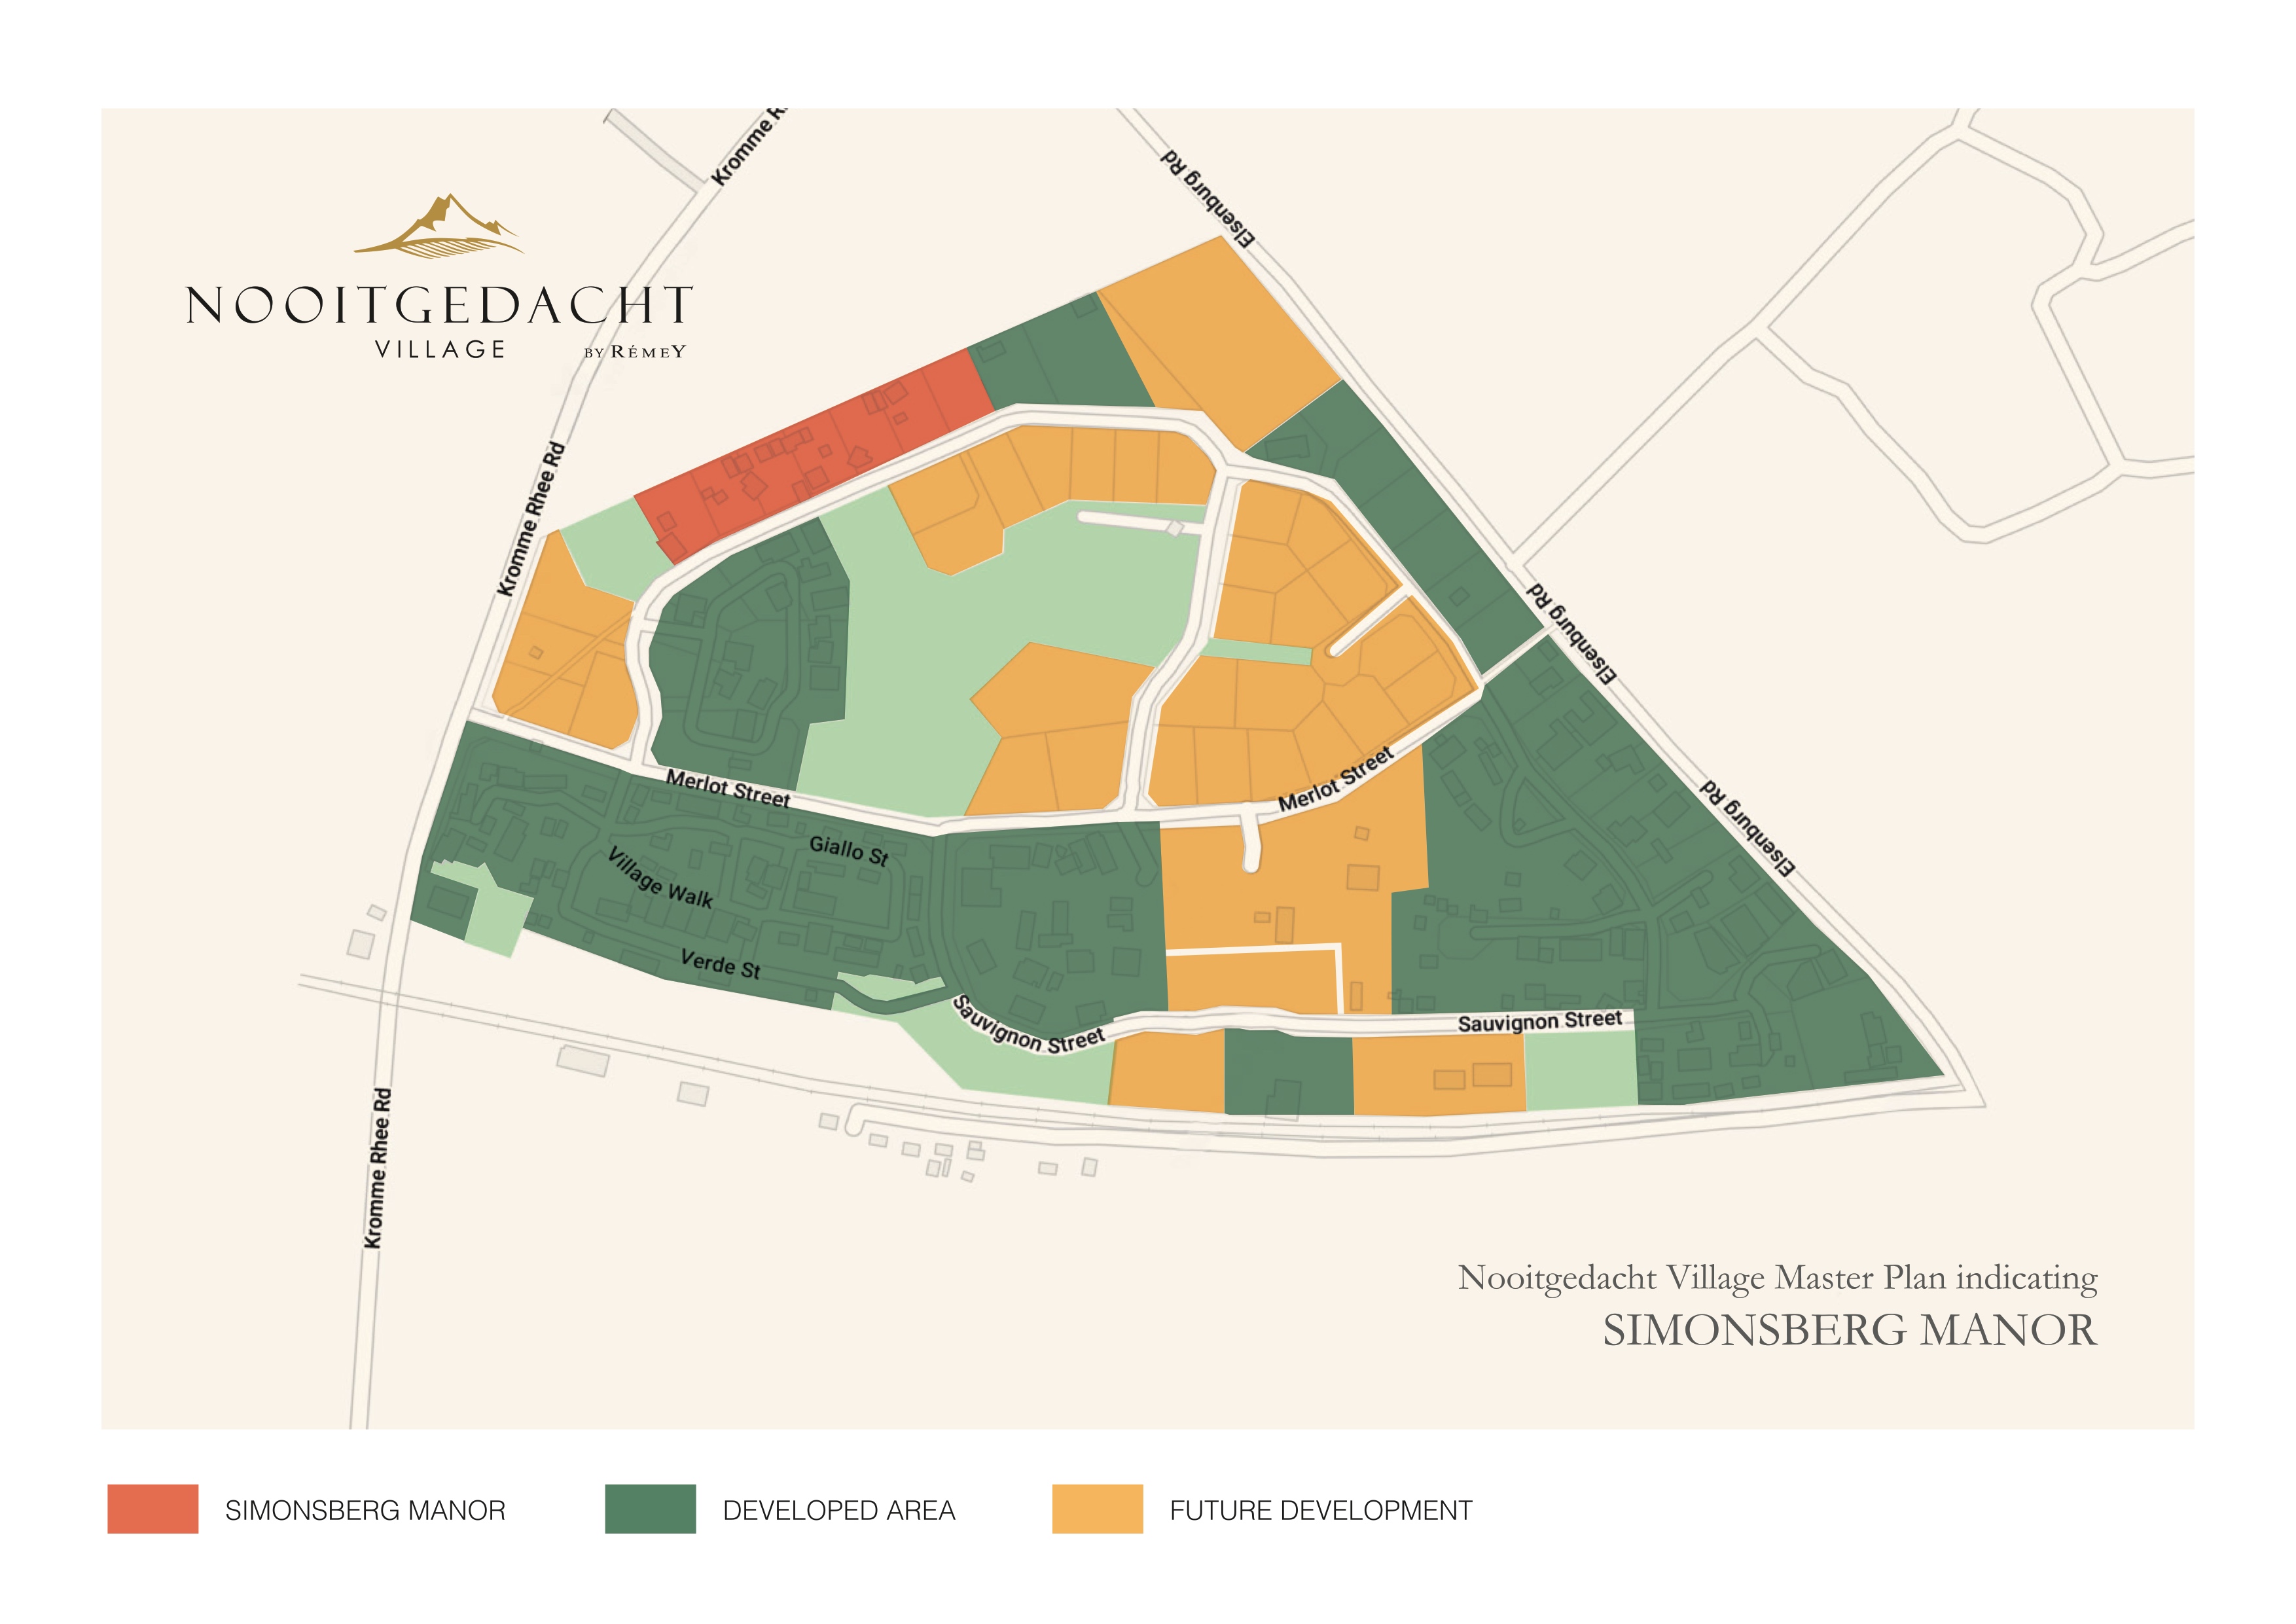 Kromme R
Elsenburg Rd
NOOITGEDACHT
VILLAGE
BY RÉMEY
Kromme Rhee Rd
Elsenburg Rd
Merlot Street
Merlot Street
Elsenburg Rd
Giallo St
Village Walk
Verde St
Sauvignon Street
Sauvignon Street
Kromme Rhee Rd
Nooitgedacht Village Master Plan indicating
SIMONSBERG MANOR
SIMONSBERG MANOR
DEVELOPED AREA
FUTURE DEVELOPMENT